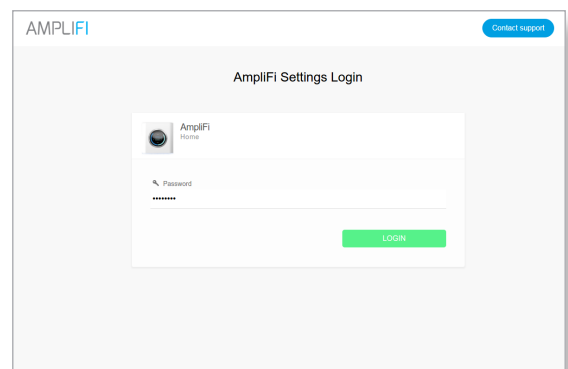 AMPLIFI
Contact support
AmpliFi Settings Login
AmpliFi
Home
Password
••••••••
LOGIN